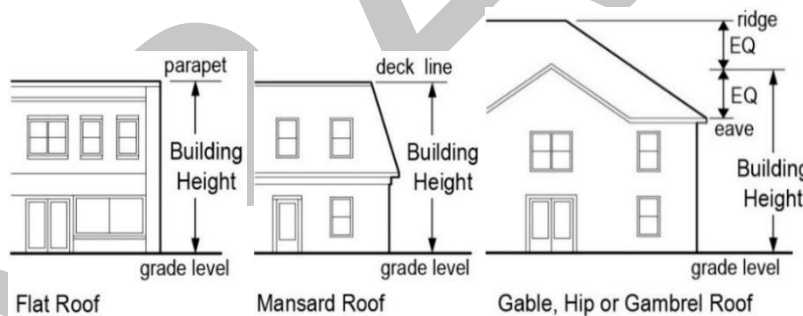 parapet
Building
Height
grade level
Flat Roof
deck line
Building
Height
grade level
Mansard Roof
ridge
EQ
EQ
eave
Building
Height
grade level
Gable, Hip or Gambrel Roof